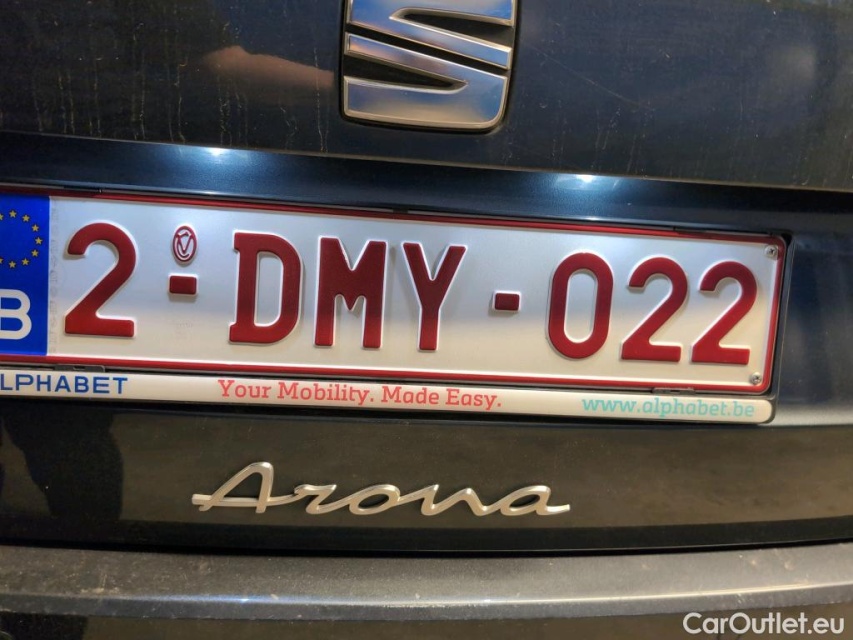 2-DMY-022
B
LPHABET Your Mobility. Made Easy. www.alphabet.be
Arona
CarOutlet.eu